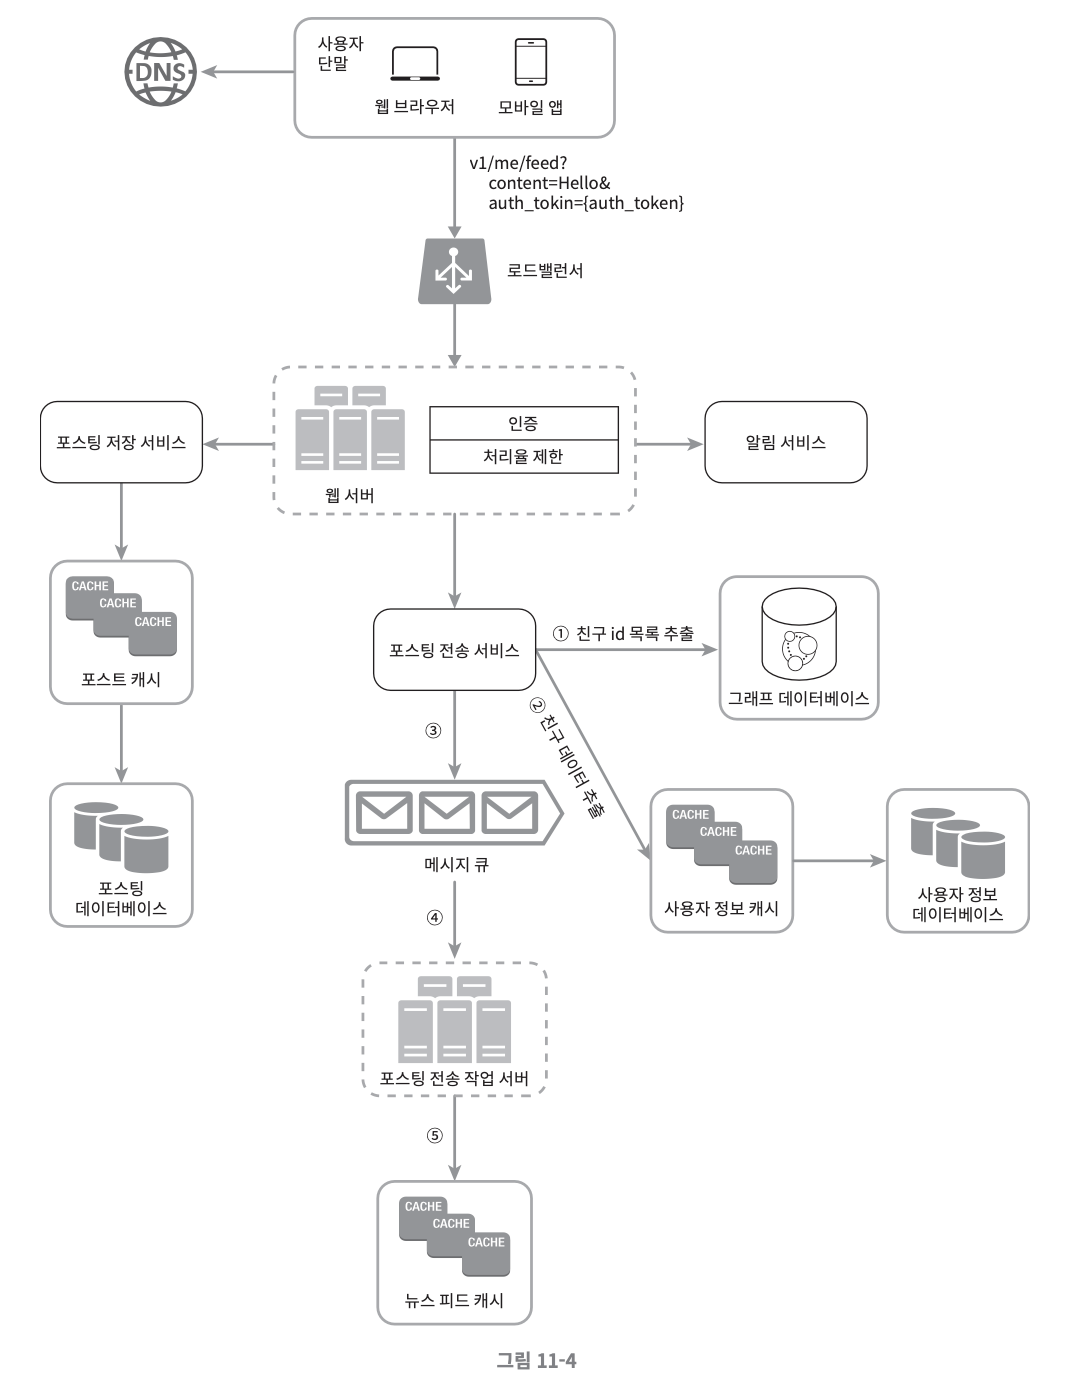 사용자
단말
DNS
웹 브라우저
모바일 앱
v1/me/feed?
content=Hello&
auth_tokin={auth_token}
로드밸런서
포스팅 저장 서비스
인증
처리율 제한
웹 서버
알림 서비스
CACHE
CACHE
CACHE
포스트 캐시
포스팅 전송 서비스
① 친구 id 목록 추출
그래프 데이터베이스
② 친구 데이터 추출
③
메시지 큐
포스팅
데이터베이스
CACHE
CACHE
CACHE
사용자 정보 캐시
사용자 정보
데이터베이스
④
포스팅 전송 작업 서버
⑤
CACHE
CACHE
CACHE
뉴스 피드 캐시
그림 11-4